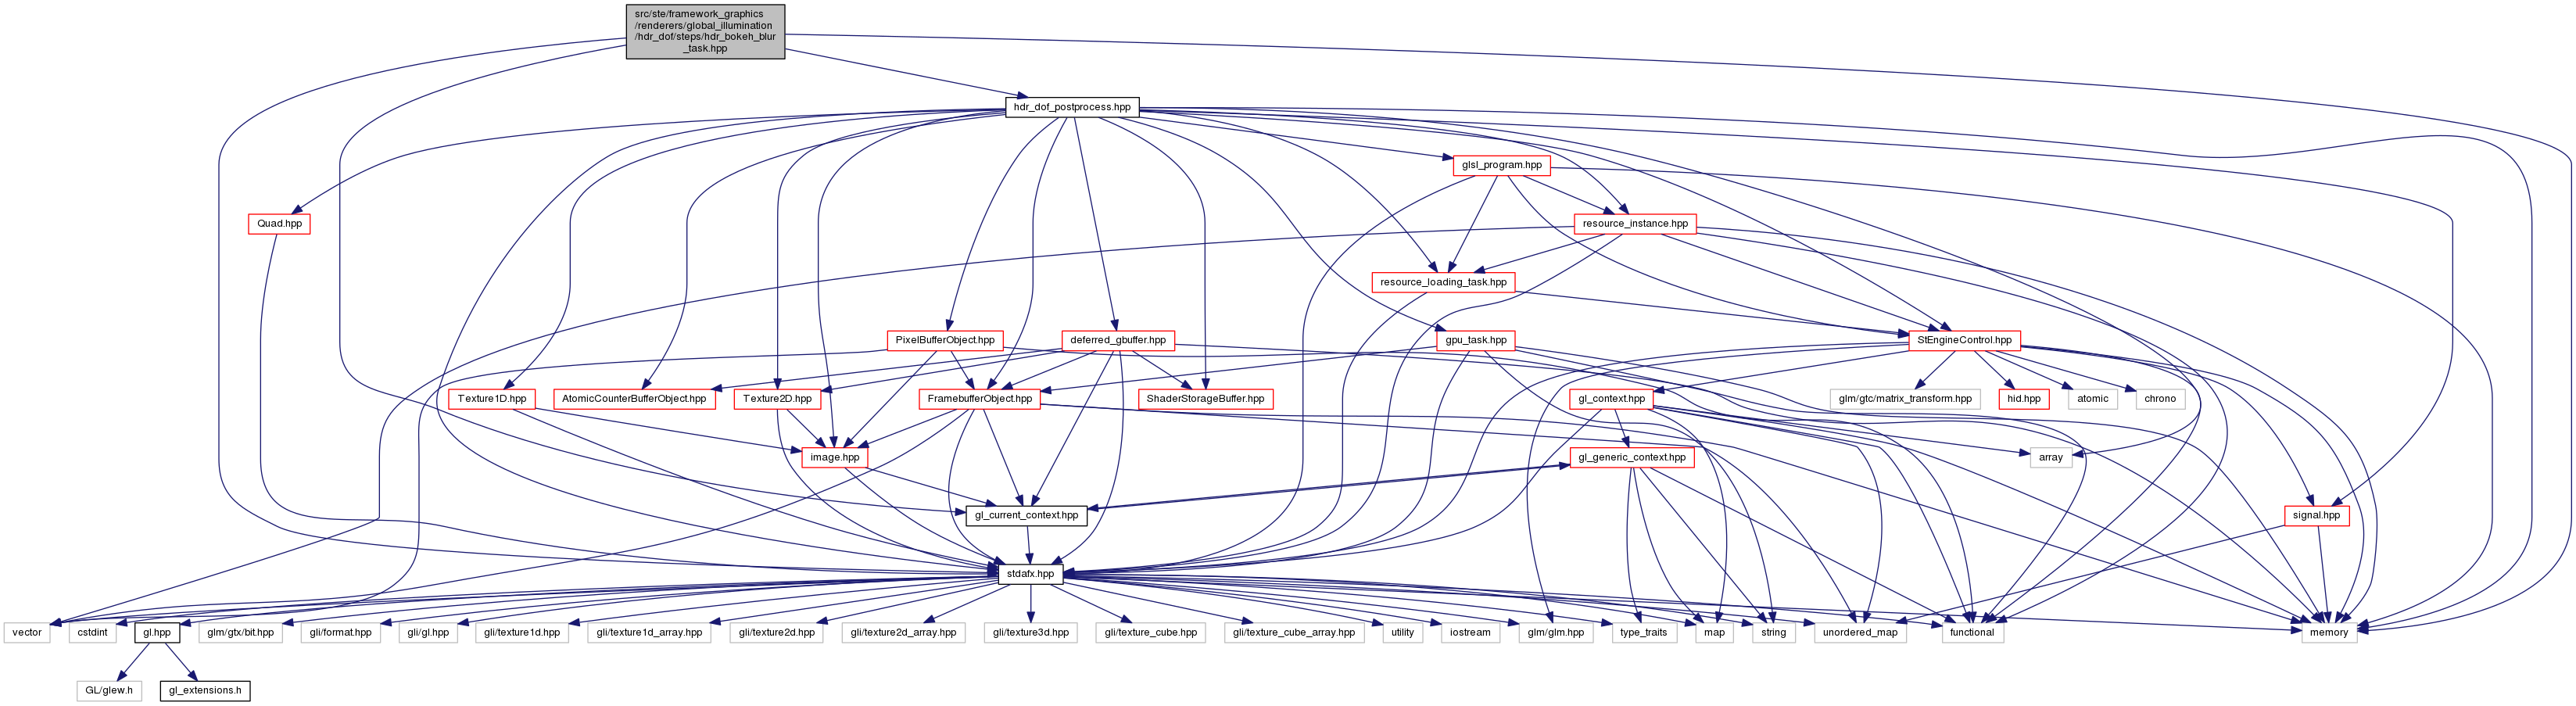 src/ste/framework_graphics
/renderers/global_illumination
/hdr_dof/steps/hdr_bokeh_blur
_task.hpp
hdr_dof_postprocess.hpp
glsl_program.hpp
Quad.hpp
resource_instance.hpp
resource_loading_task.hpp
PixelBufferObject.hpp
deferred_gbuffer.hpp
gpu_task.hpp
StEngineControl.hpp
Texture1D.hpp
AtomicCounterBufferObject.hpp
Texture2D.hpp
FramebufferObject.hpp
ShaderStorageBuffer.hpp
gl_context.hpp
glm/gtc/matrix_transform.hpp
hid.hpp
atomic
chrono
image.hpp
gl_generic_context.hpp
array
gl_current_context.hpp
signal.hpp
stdafx.hpp
vector
cstdint
gl.hpp
glm/gtx/bit.hpp
gli/format.hpp
gli/gl.hpp
gli/texture1d.hpp
gli/texture1d_array.hpp
gli/texture2d.hpp
gli/texture2d_array.hpp
gli/texture3d.hpp
gli/texture_cube.hpp
gli/texture_cube_array.hpp
utility
iostream
glm/glm.hpp
type_traits
map
string
unordered_map
functional
memory
GL/glew.h
gl_extensions.h